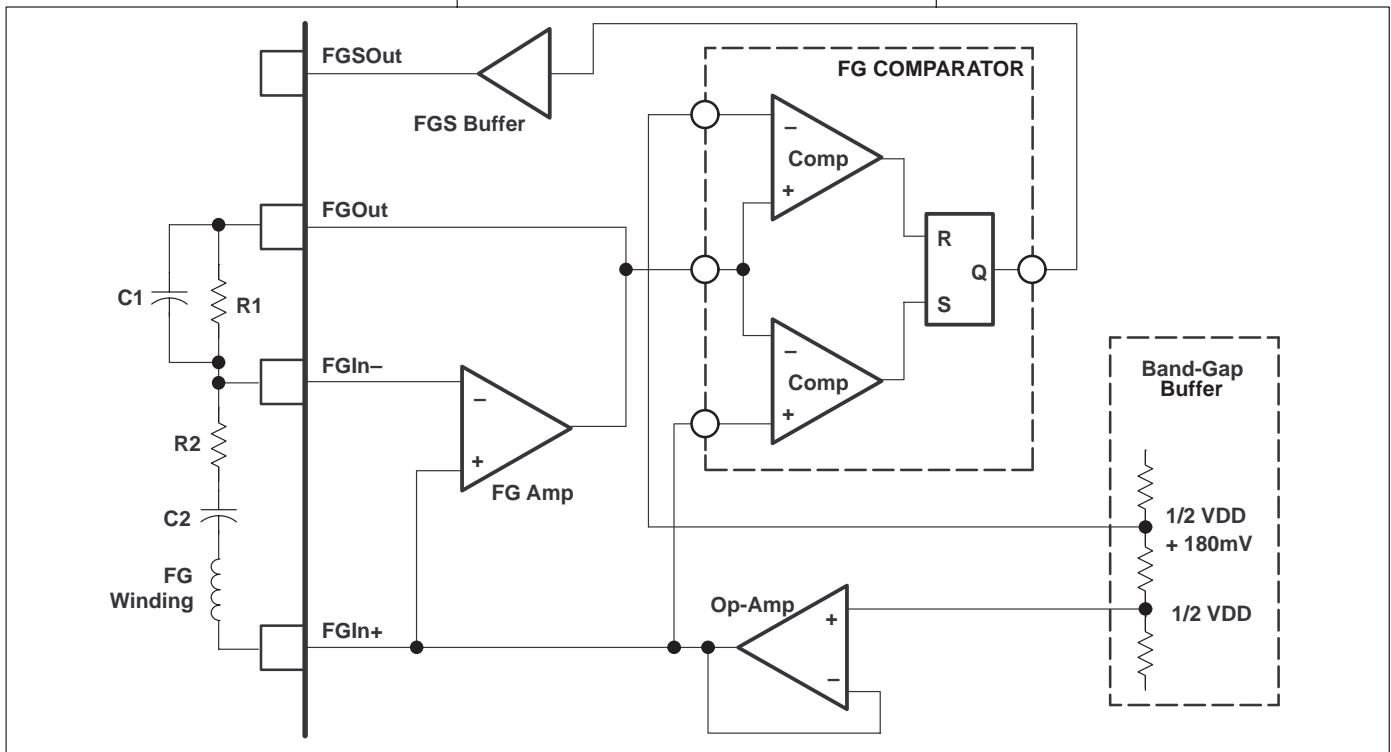 FGSOut
FGS Buffer
FG COMPARATOR
−
Comp
+
FGOut
R
Q
S
C1
R1
−
Comp
+
FGIn–
−
+
FG Amp
R2
C2
FG
Winding
FGIn+
Op-Amp
+
−
Band-Gap
Buffer
1/2 VDD
+ 180mV
1/2 VDD